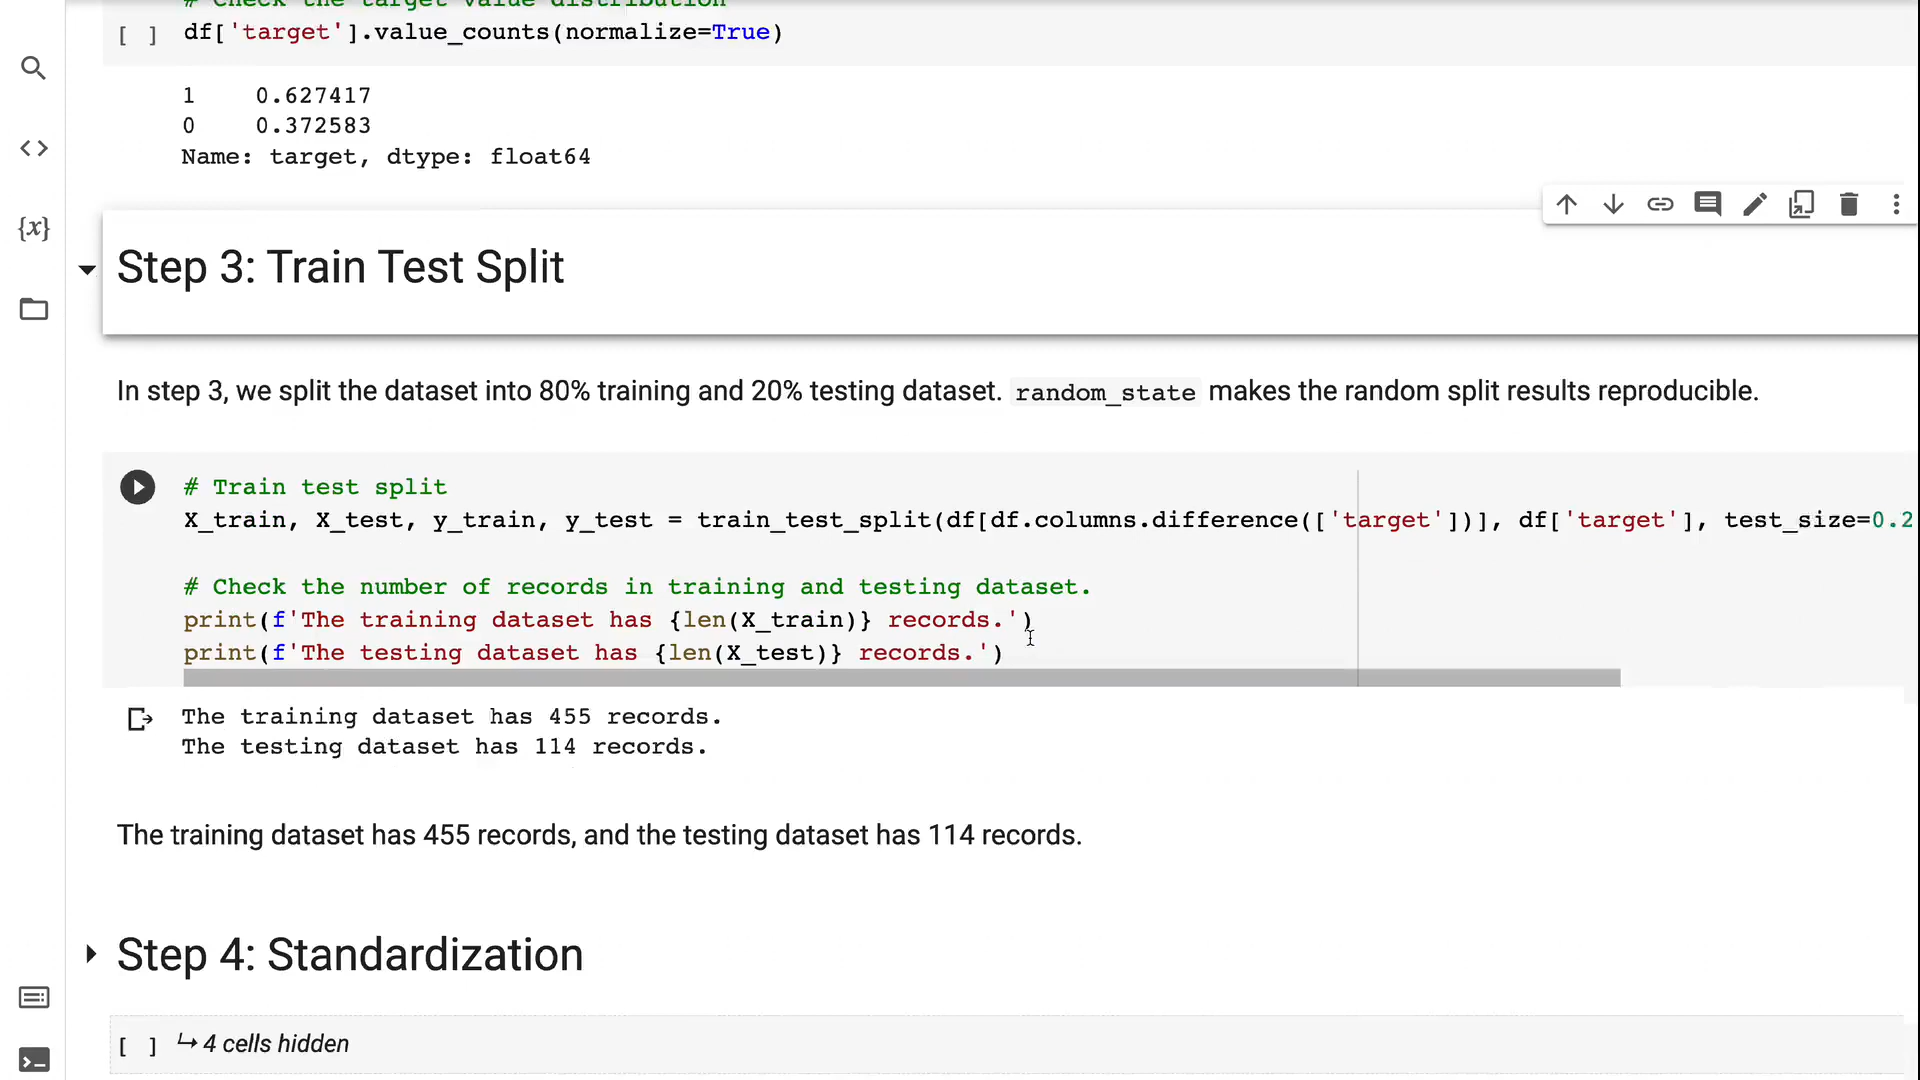 # Check the target value distribution
[ ] df['target'].value_counts(normalize=True)
1    0.627417
0    0.372583
Name: target, dtype: float64
{x}
Step 3: Train Test Split
In step 3, we split the dataset into 80% training and 20% testing dataset. random_state makes the random split results reproducible.
# Train test split
X_train, X_test, y_train, y_test = train_test_split(df[df.columns.difference(['target'])], df['target'], test_size=0.2
# Check the number of records in training and testing dataset.
print(f'The training dataset has {len(X_train)} records.')
print(f'The testing dataset has {len(X_test)} records.')
The training dataset has 455 records.
The testing dataset has 114 records.
The training dataset has 455 records, and the testing dataset has 114 records.
Step 4: Standardization
[ ] ↳ 4 cells hidden